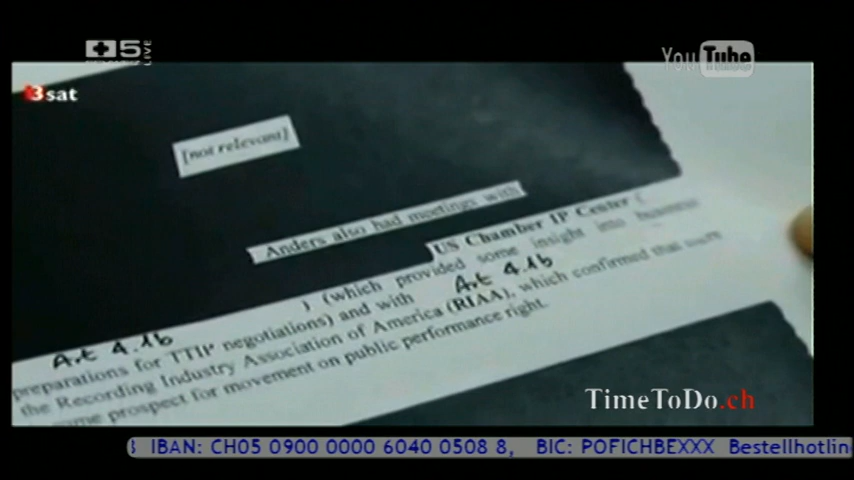 5 LIVE
YouTube
3sat
[not relevant]
Anders also had meetings with
US Chamber IP Center (
) (which provided some insight into business
Art 4.1b
preparations for TTIP negotiations) and with Art 4.1b
the Recording Industry Association of America (RIAA), which confirmed that
some prospect for movement on public performance right.
TimeToDo.ch
IBAN: CH05 0900 0000 6040 0508 8, BIC: POFICHBEXXX Bestellhotlin